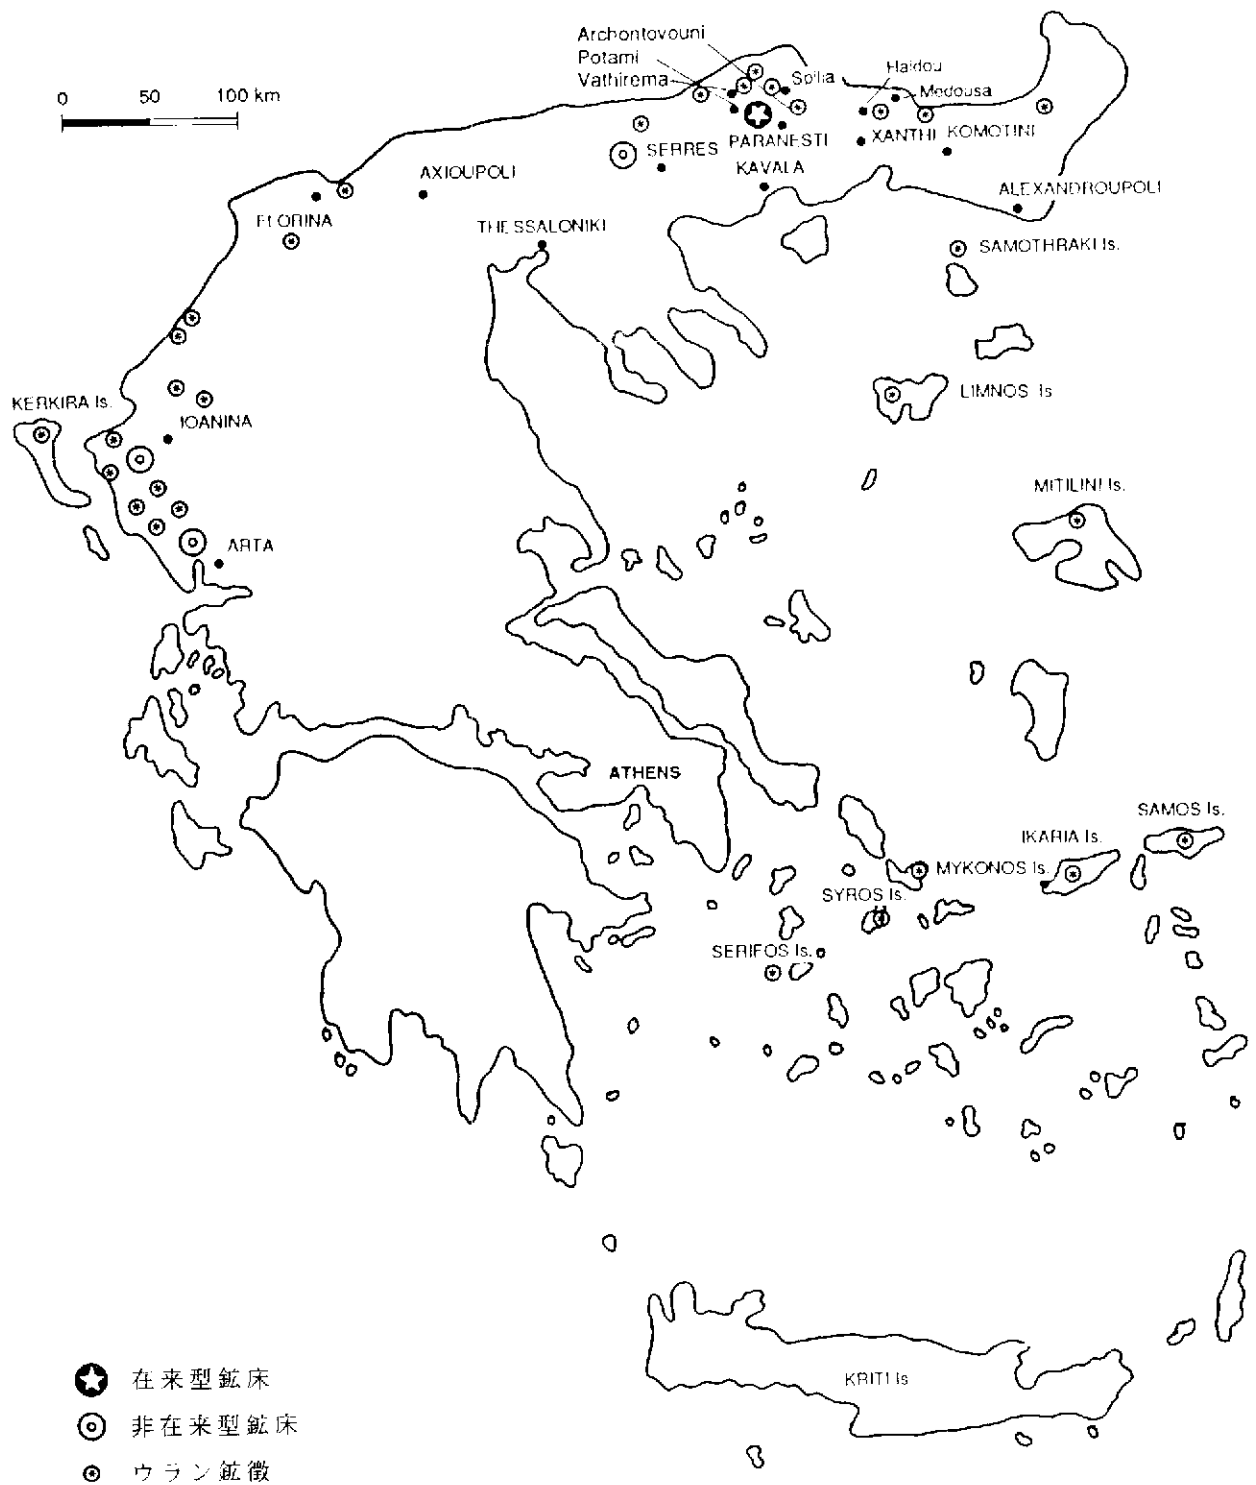 Archontovouni
Potami
Vathirema
Spilia
Haidou
Medousa
0 50 100 km
PARANESTI
XANTHI
KOMOTINI
SERRES
KAVALA
AXIOUPOLI
ALEXANDROUPOLI
FLORINA
THESSALONIKI
SAMOTHRAKI Is.
KERKIRA Is.
LIMNOS Is
IOANINA
MITILINI Is.
ARTA
ATHENS
SAMOS Is.
IKARIA Is.
MYKONOS Is.
SYROS Is.
SERIFOS Is.
KRITI Is
在来型鉱床
非在来型鉱床
ウラン鉱徴